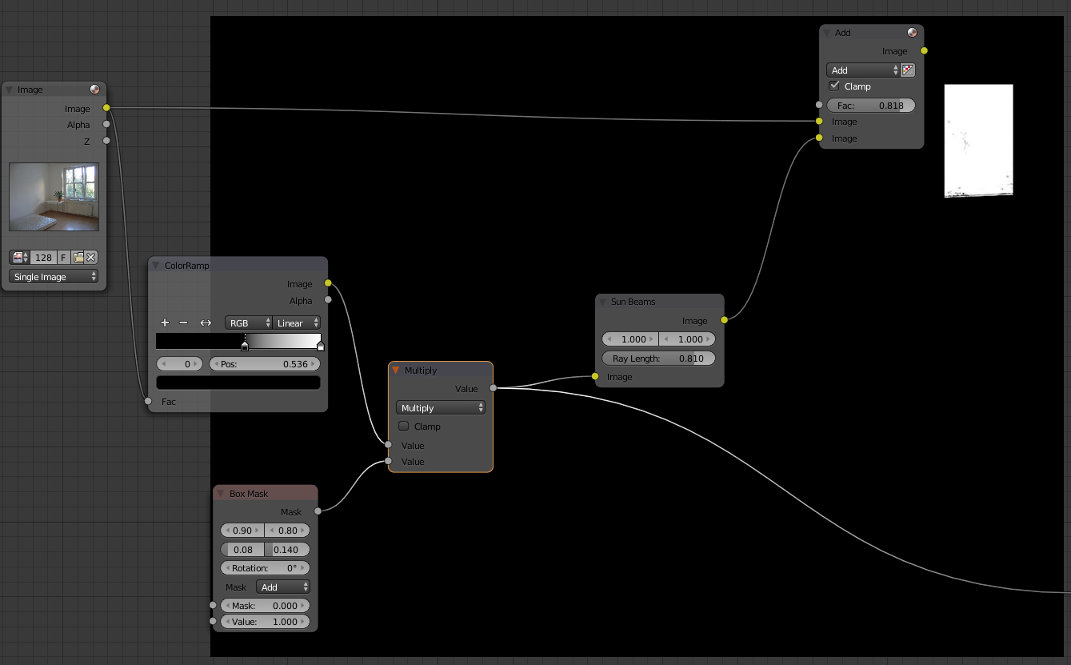 Image
Image
Alpha
Z
128 F
Single Image
ColorRamp
Image
Alpha
RGB Linear
0 Pos: 0.536
Fac
Box Mask
Mask
0.90 0.80
0.08 0.140
Rotation: 0°
Mask Add
Mask: 0.000
Value: 1.000
Multiply
Value
Multiply
Clamp
Value
Value
Sun Beams
Image
1.000 1.000
Ray Length: 0.810
Image
Add
Image
Add
Clamp
Fac: 0.818
Image
Image